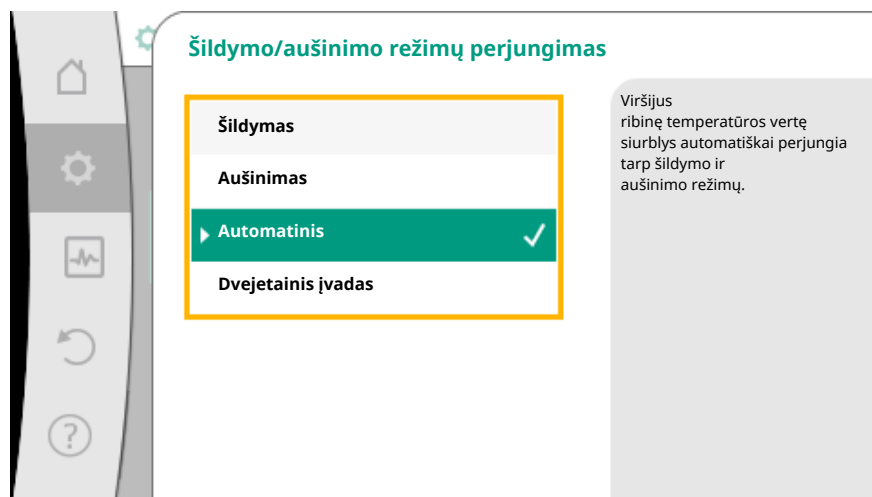 Šildymo/aušinimo režimų perjungimas
Šildymas
Aušinimas
Automatinis
Dvejetainis įvadas
Viršijus
ribinę temperatūros vertę
siurblys automatiškai perjungia
tarp šildymo ir
aušinimo režimų.
?